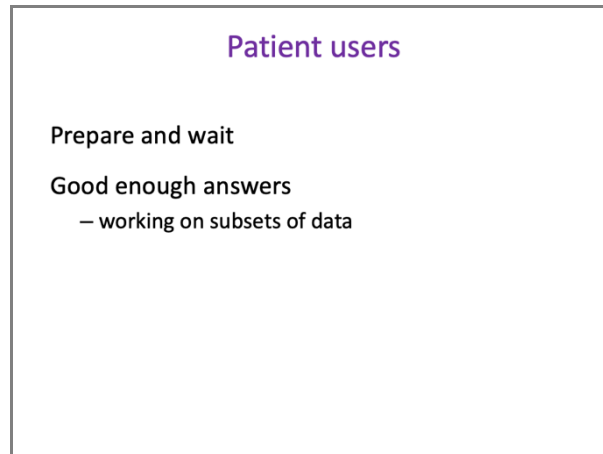 Patient users
Prepare and wait
Good enough answers
– working on subsets of data